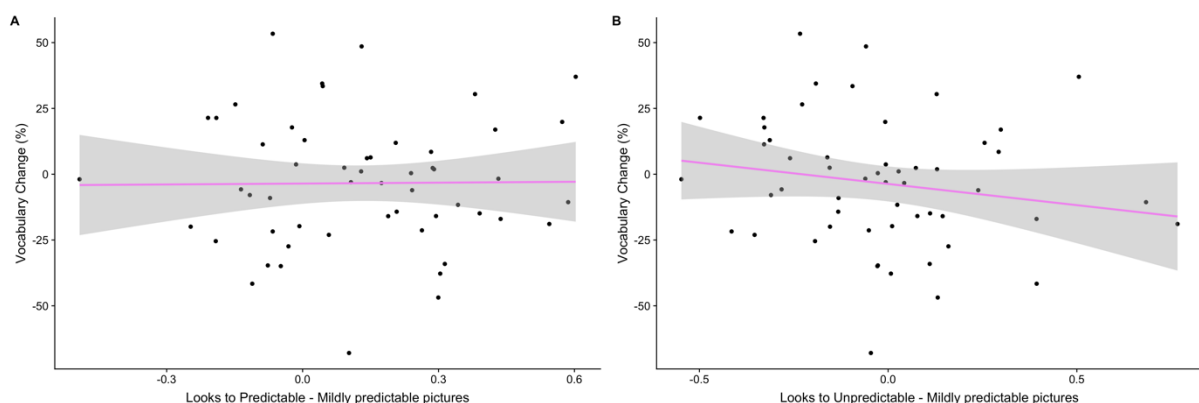 A
Vocabulary Change (%)
50
25
0
-25
-50
-0.3
0.0
0.3
0.6
Looks to Predictable - Mildly predictable pictures
B
Vocabulary Change (%)
50
25
0
-25
-50
-0.5
0.0
0.5
Looks to Unpredictable - Mildly predictable pictures